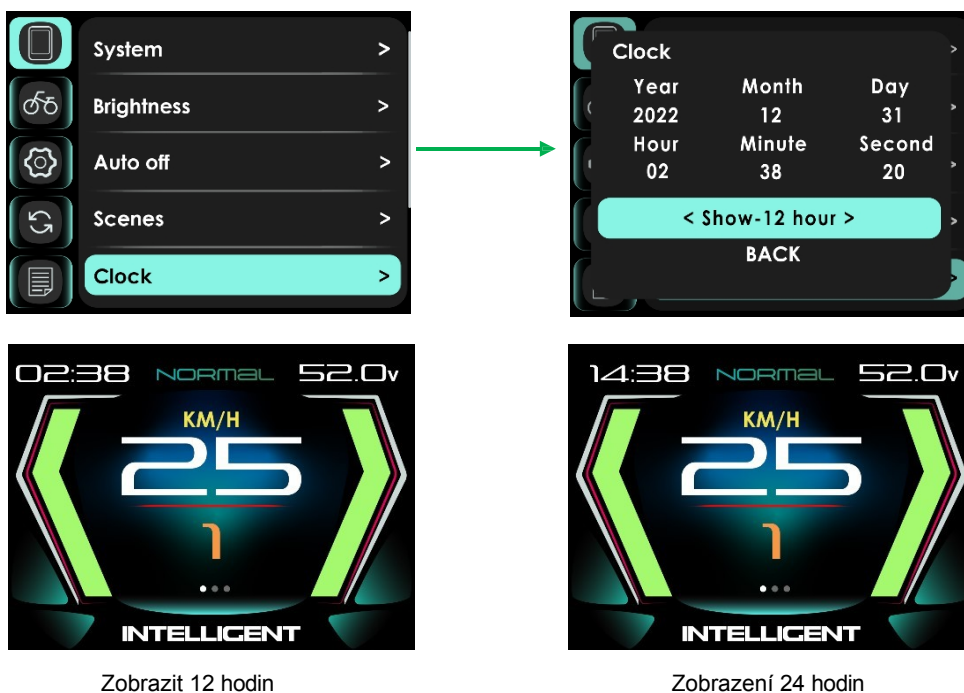 System >
Brightness >
Auto off >
Scenes >
Clock >
Clock
Year Month Day
2022 12 31
Hour Minute Second
02 38 20
< Show-12 hour >
BACK
02:38 NORMAL 52.0v
KM/H
25
1
INTELLIGENT
14:38 NORMAL 52.0v
KM/H
25
1
INTELLIGENT
Zobrazit 12 hodin
Zobrazení 24 hodin